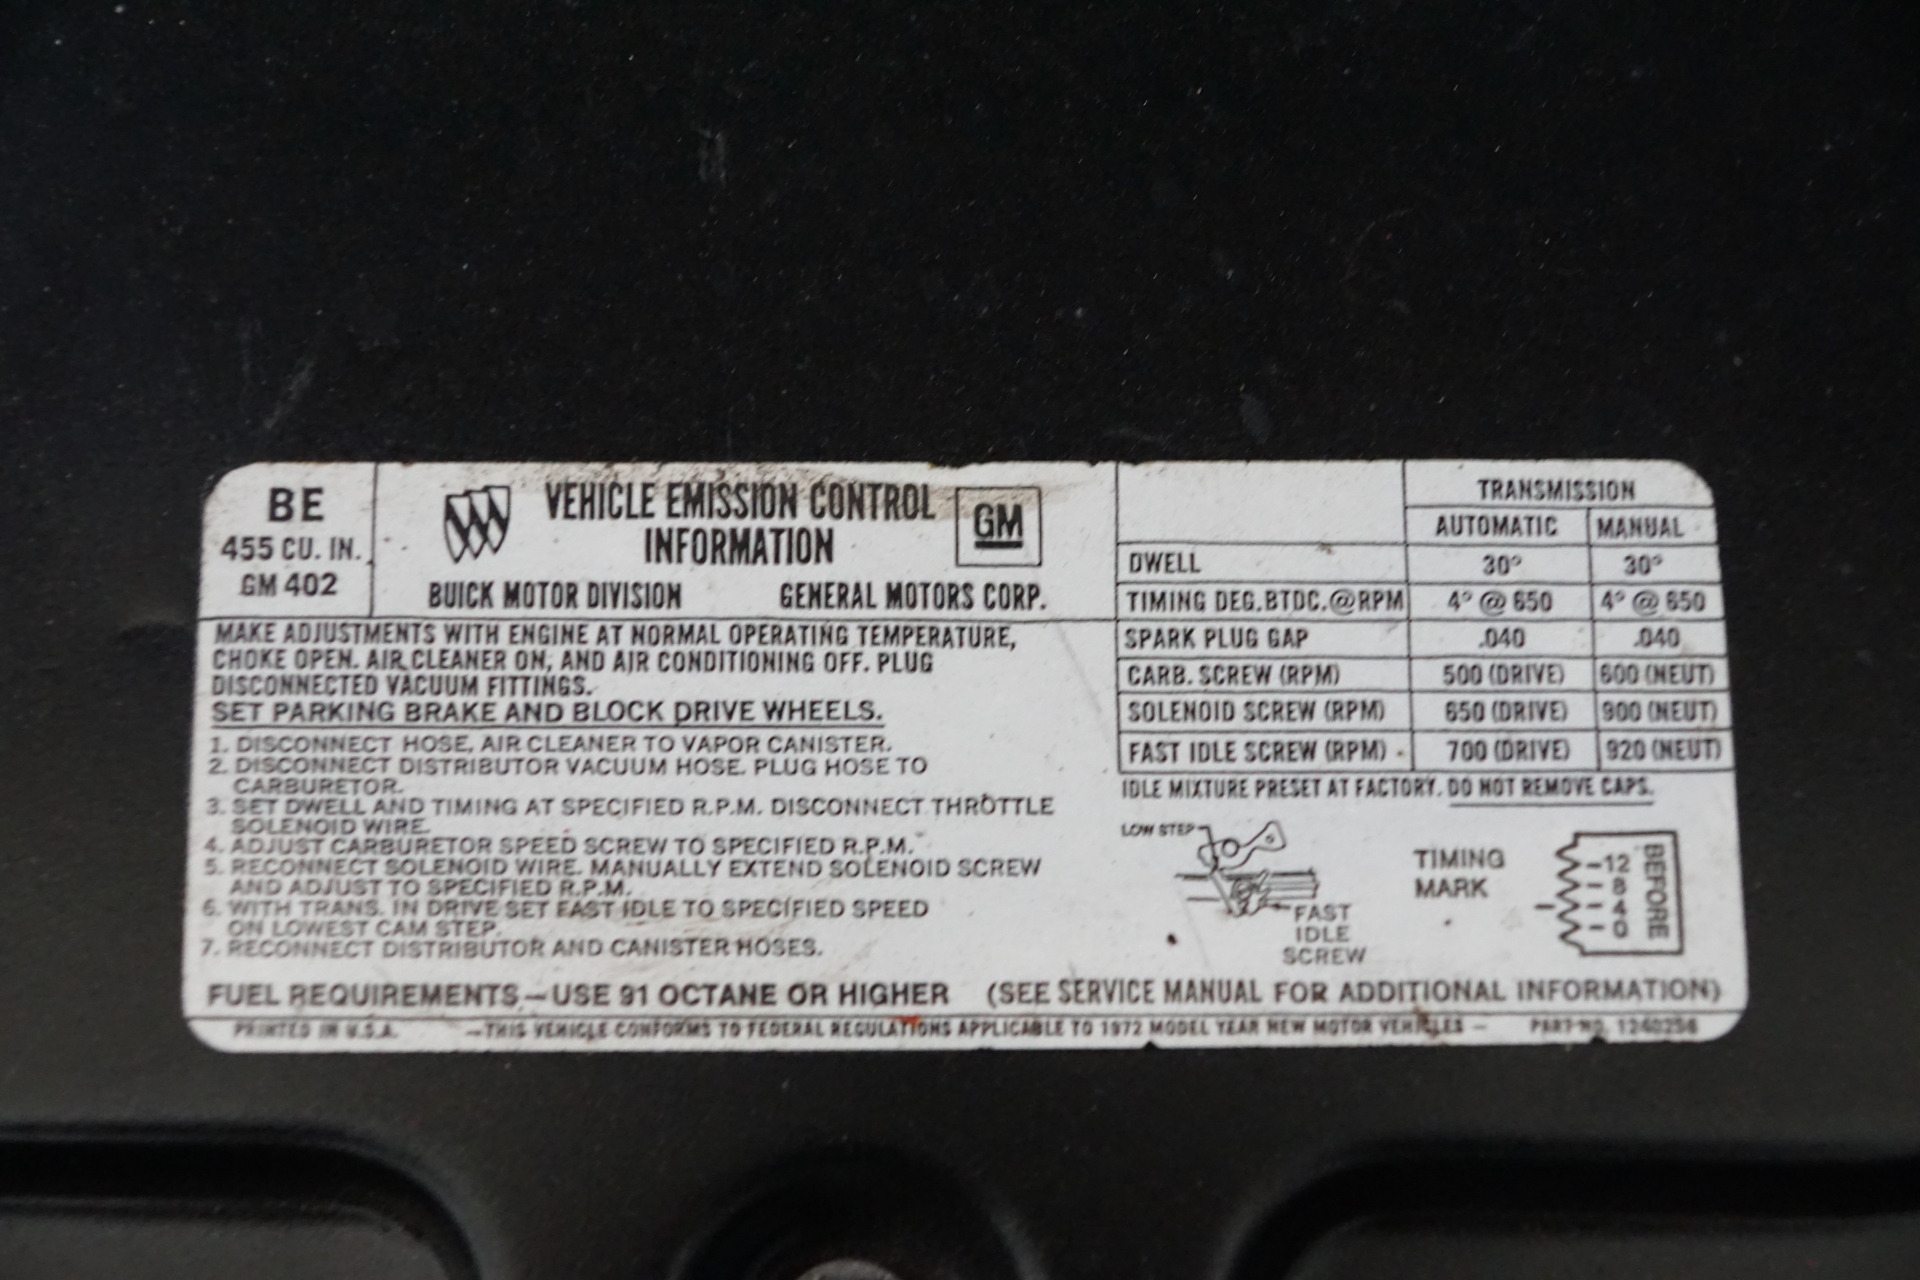 BE
455 CU. IN.
GM 402
VEHICLE EMISSION CONTROL
INFORMATION
GM
BUICK MOTOR DIVISION GENERAL MOTORS CORP.
MAKE ADJUSTMENTS WITH ENGINE AT NORMAL OPERATING TEMPERATURE,
CHOKE OPEN. AIR CLEANER ON, AND AIR CONDITIONING OFF. PLUG
DISCONNECTED VACUUM FITTINGS.
SET PARKING BRAKE AND BLOCK DRIVE WHEELS.
1. DISCONNECT HOSE, AIR CLEANER TO VAPOR CANISTER.
2. DISCONNECT DISTRIBUTOR VACUUM HOSE. PLUG HOSE TO
CARBURETOR.
3. SET DWELL AND TIMING AT SPECIFIED R.P.M. DISCONNECT THROTTLE
SOLENOID WIRE.
4. ADJUST CARBURETOR SPEED SCREW TO SPECIFIED R.P.M.
5. RECONNECT SOLENOID WIRE. MANUALLY EXTEND SOLENOID SCREW
AND ADJUST TO SPECIFIED R.P.M.
6. WITH TRANS. IN DRIVE SET FAST IDLE TO SPECIFIED SPEED
ON LOWEST CAM STEP.
7. RECONNECT DISTRIBUTOR AND CANISTER HOSES.
TRANSMISSION
AUTOMATIC MANUAL
DWELL 30° 30°
TIMING DEG.BTDC.@RPM 4° @ 650 4° @ 650
SPARK PLUG GAP .040 .040
CARB. SCREW (RPM) 500 (DRIVE) 600 (NEUT)
SOLENOID SCREW (RPM) 650 (DRIVE) 900 (NEUT)
FAST IDLE SCREW (RPM) 700 (DRIVE) 920 (NEUT)
IDLE MIXTURE PRESET AT FACTORY. DO NOT REMOVE CAPS.
LOW STEP
FAST
IDLE
SCREW
TIMING
MARK
12
8
4
0
BEFORE
FUEL REQUIREMENTS—USE 91 OCTANE OR HIGHER (SEE SERVICE MANUAL FOR ADDITIONAL INFORMATION)
PRINTED IN U.S.A. —THIS VEHICLE CONFORMS TO FEDERAL REGULATIONS APPLICABLE TO 1972 MODEL YEAR NEW MOTOR VEHICLES— PART NO.